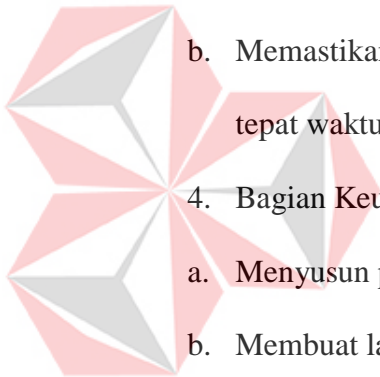 b. Memastikan
tepat waktu
4. Bagian Keu
a. Menyusun
b. Membuat la